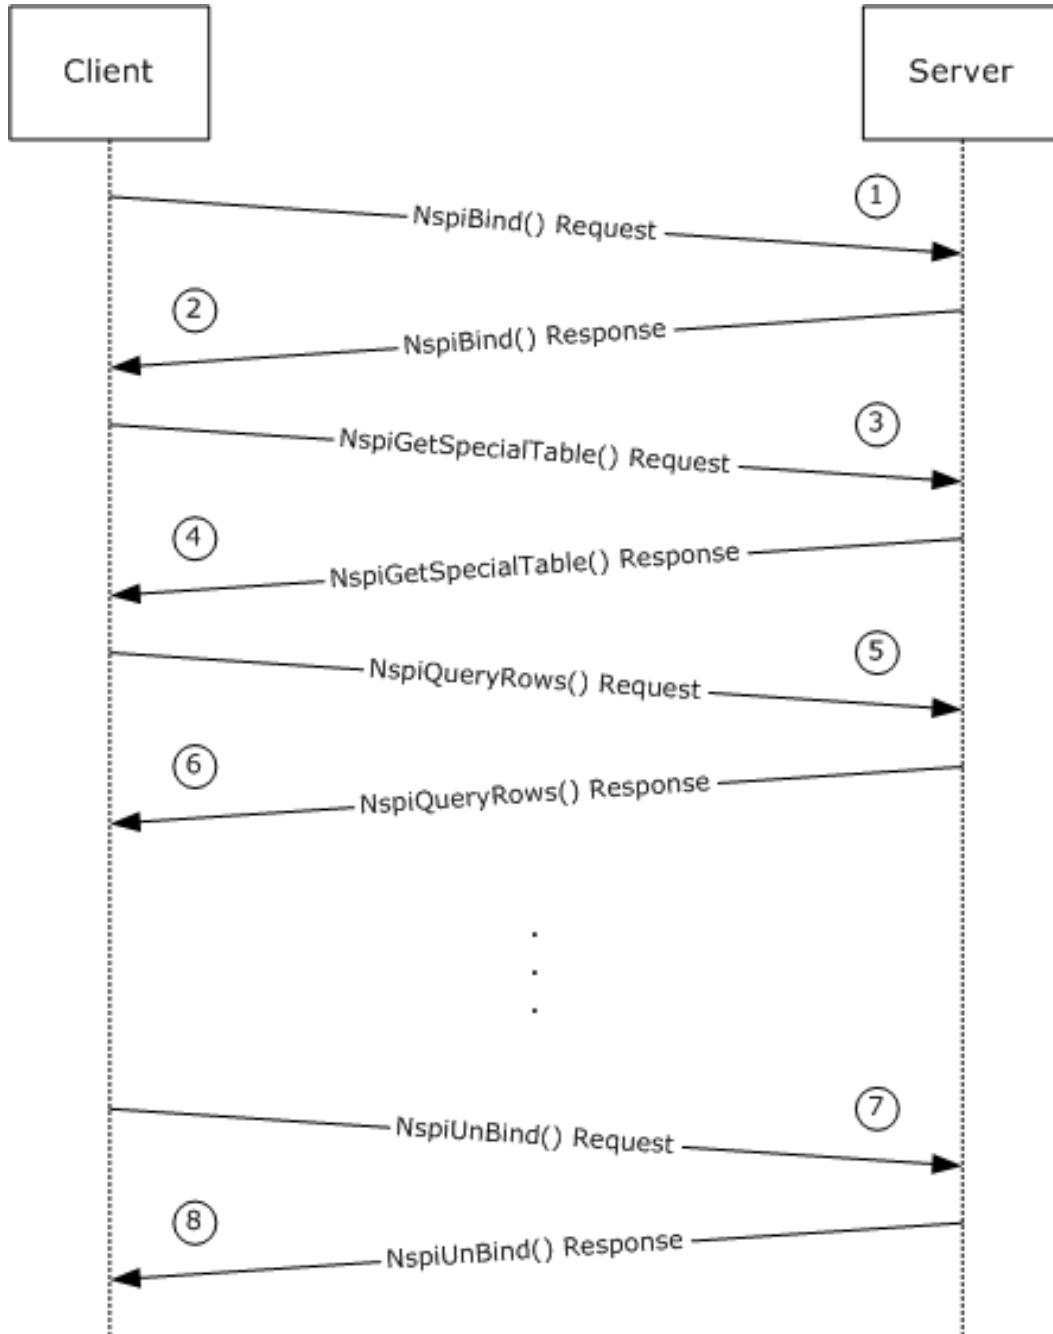 Client
Server
1
NspiBind() Request
2
NspiBind() Response
3
NspiGetSpecialTable() Request
4
NspiGetSpecialTable() Response
5
NspiQueryRows() Request
6
NspiQueryRows() Response
.
.
.
7
NspiUnBind() Request
8
NspiUnBind() Response